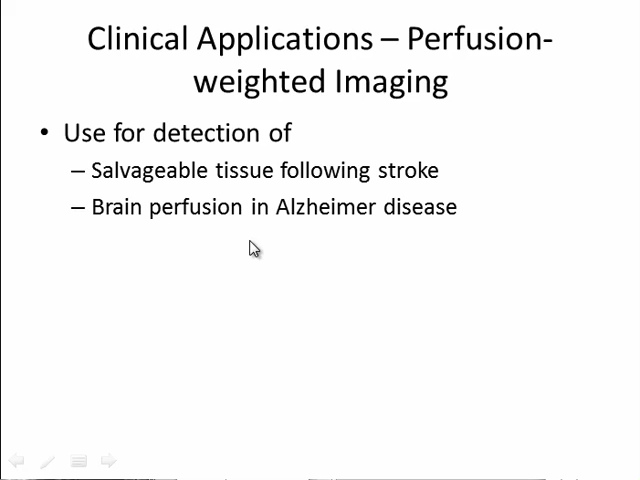 Clinical Applications – Perfusion-
weighted Imaging
• Use for detection of
– Salvageable tissue following stroke
– Brain perfusion in Alzheimer disease